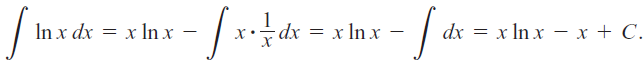 ∫ ln x dx = x ln x − ∫ x · 1/x dx = x ln x − ∫ dx = x ln x − x + C.